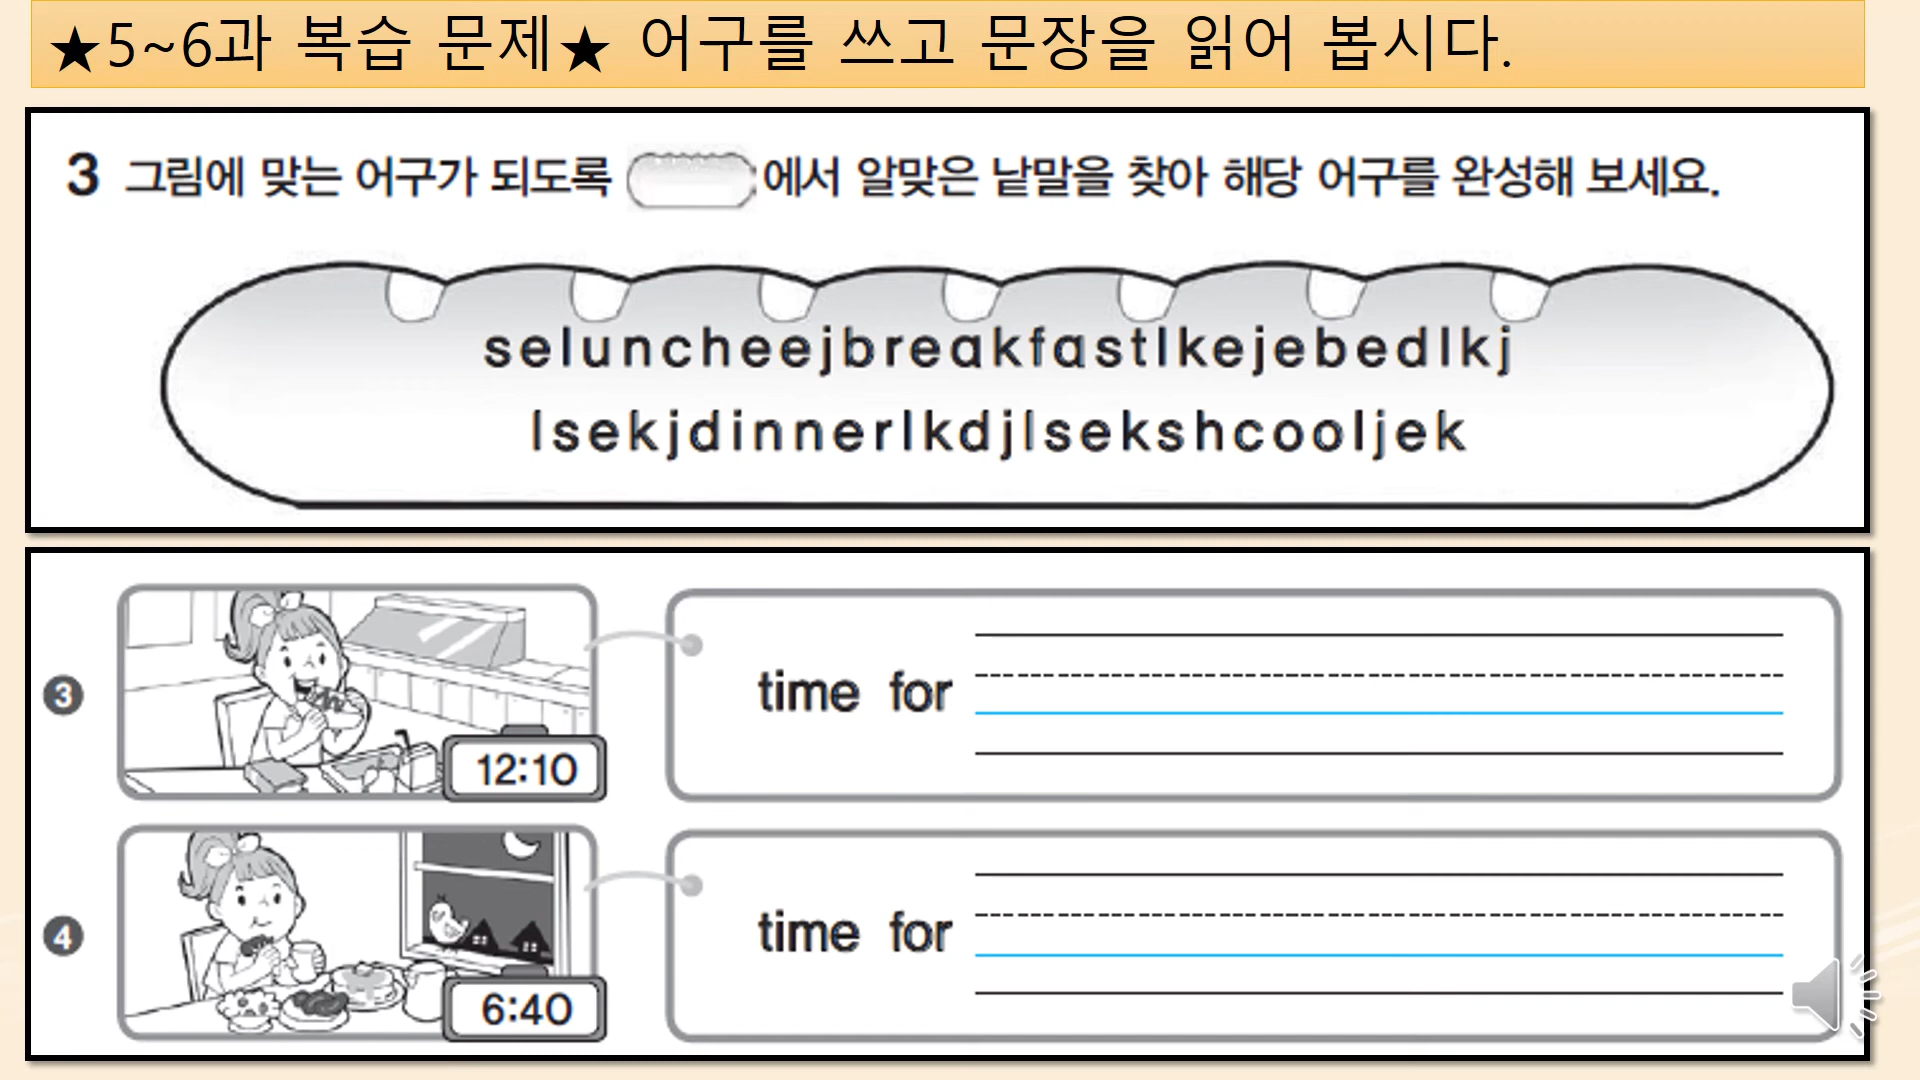 ★5~6과 복습 문제★ 어구를 쓰고 문장을 읽어 봅시다.
3 그림에 맞는 어구가 되도록 에서 알맞은 낱말을 찾아 해당 어구를 완성해 보세요.
seluncheejbreakfastlkejebedlkj
lsekjdinnerlkdjlsekshcooljek
3
12:10
time for
4
6:40
time for